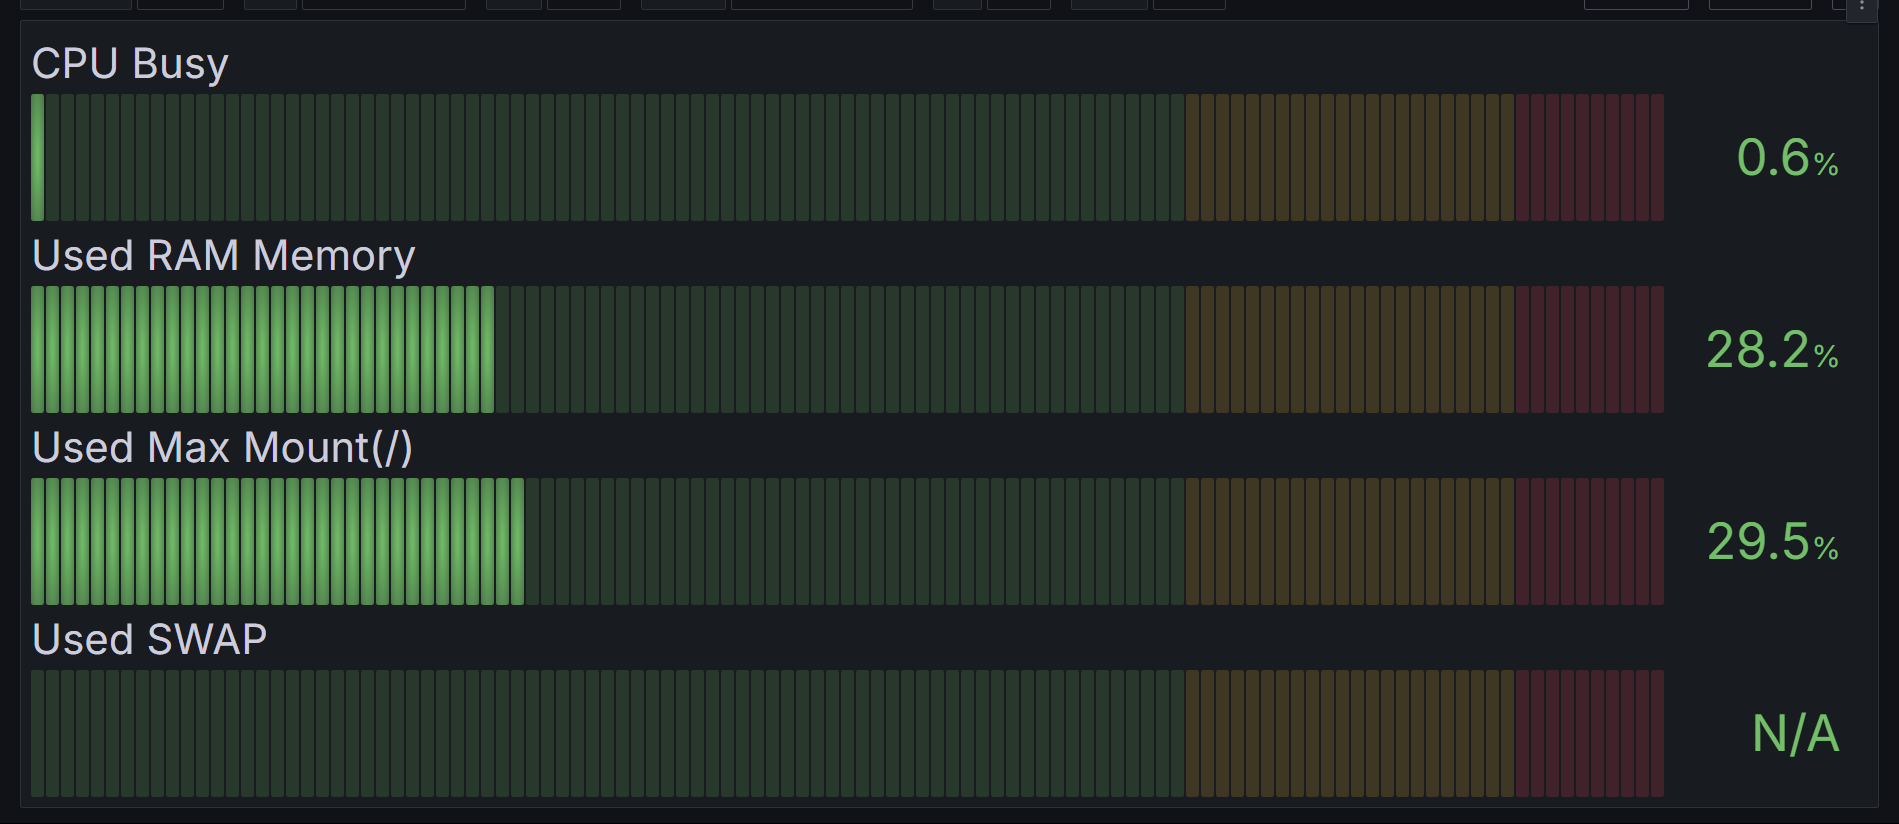 CPU Busy
0.6%
Used RAM Memory
28.2%
Used Max Mount(/)
29.5%
Used SWAP
N/A